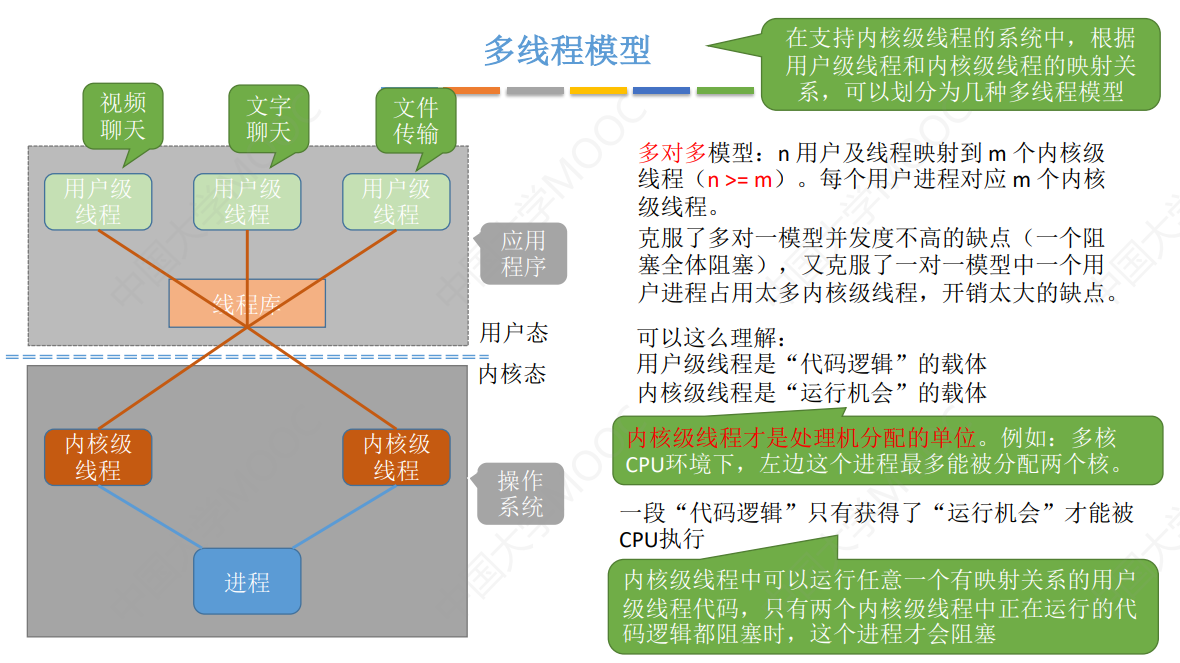 多线程模型
在支持内核级线程的系统中，根据
用户级线程和内核级线程的映射关
系，可以划分为几种多线程模型
视频
聊天
文字
聊天
文件
传输
用户级
线程
用户级
线程
用户级
线程
应用
程序
线程库
用户态
内核态
内核级
线程
内核级
线程
操作
系统
进程
多对多模型：n 用户及线程映射到 m 个内核级
线程（n >= m）。每个用户进程对应 m 个内核
级线程。
克服了多对一模型并发度不高的缺点（一个阻
塞全体阻塞），又克服了一对一模型中一个用
户进程占用太多内核级线程，开销太大的缺点。
可以这么理解：
用户级线程是“代码逻辑”的载体
内核级线程是“运行机会”的载体
内核级线程才是处理机分配的单位。例如：多核
CPU环境下，左边这个进程最多能被分配两个核。
一段“代码逻辑”只有获得了“运行机会”才能被
CPU执行
内核级线程中可以运行任意一个有映射关系的用户
级线程代码，只有两个内核级线程中正在运行的代
码逻辑都阻塞时，这个进程才会阻塞
中国大学MOOC